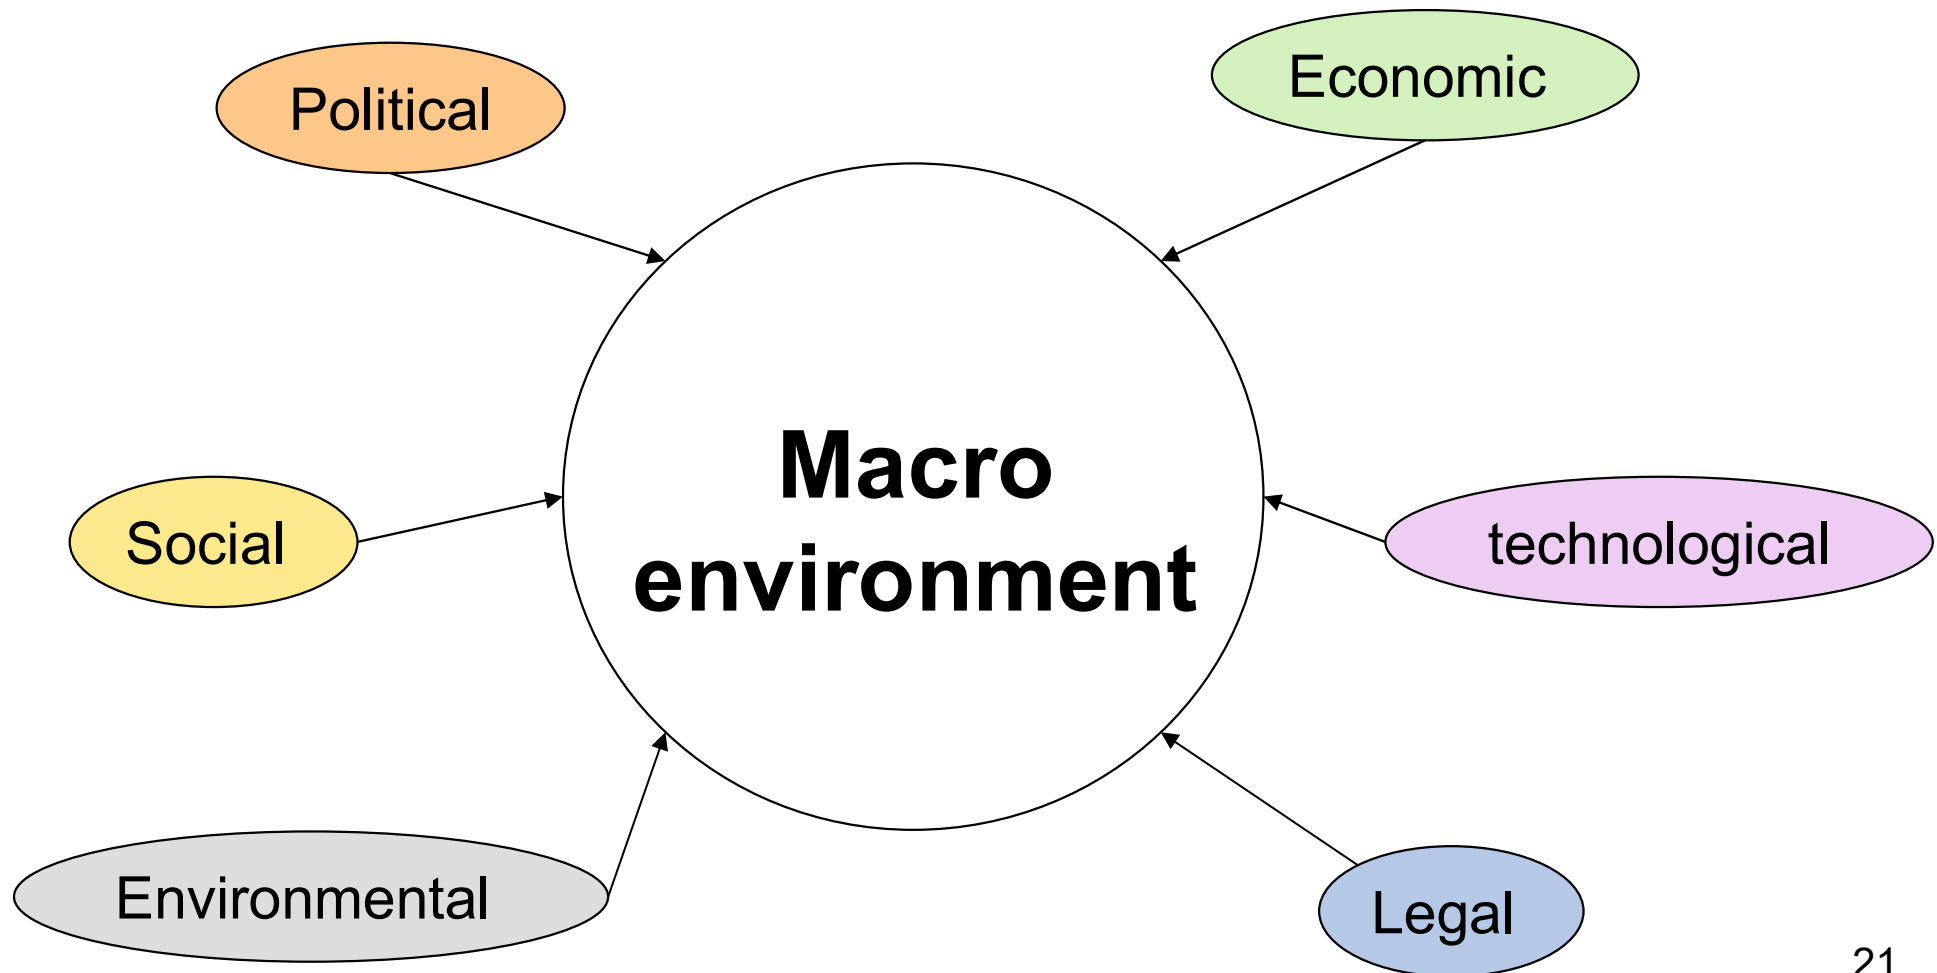 Political
Economic
Macro
environment
Social
technological
Environmental
Legal
21